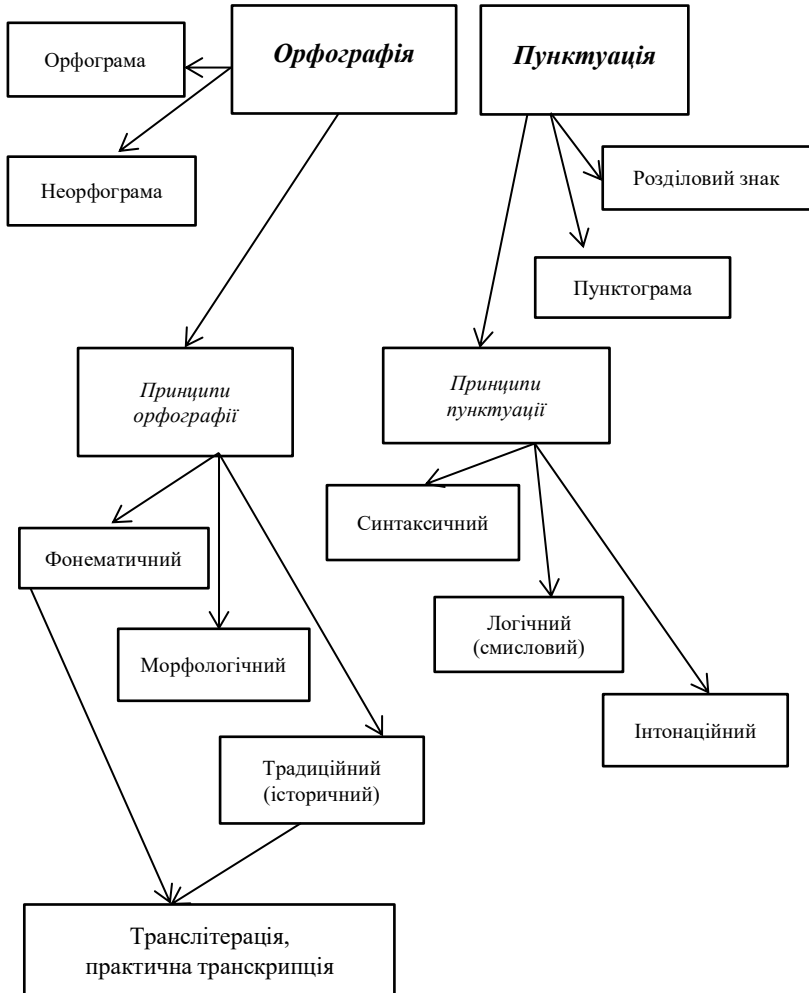 Орфографія
Пунктуація
Орфограма
Неорфограма
Розділовий знак
Пунктограма
Принципи
орфографії
Принципи
пунктуації
Синтаксичний
Фонематичний
Логічний
(смисловий)
Морфологічний
Інтонаційний
Традиційний
(історичний)
Транслітерація,
практична транскрипція